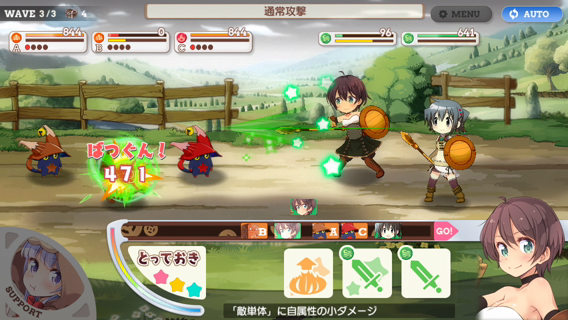 WAVE 3/3 4
通常攻撃
MENU
AUTO
844
0
844
96
641
A
B
C
ばつぐん!
471
B
A
C
GO!
とっておき
SUPPORT
「敵単体」に自属性の小ダメージ